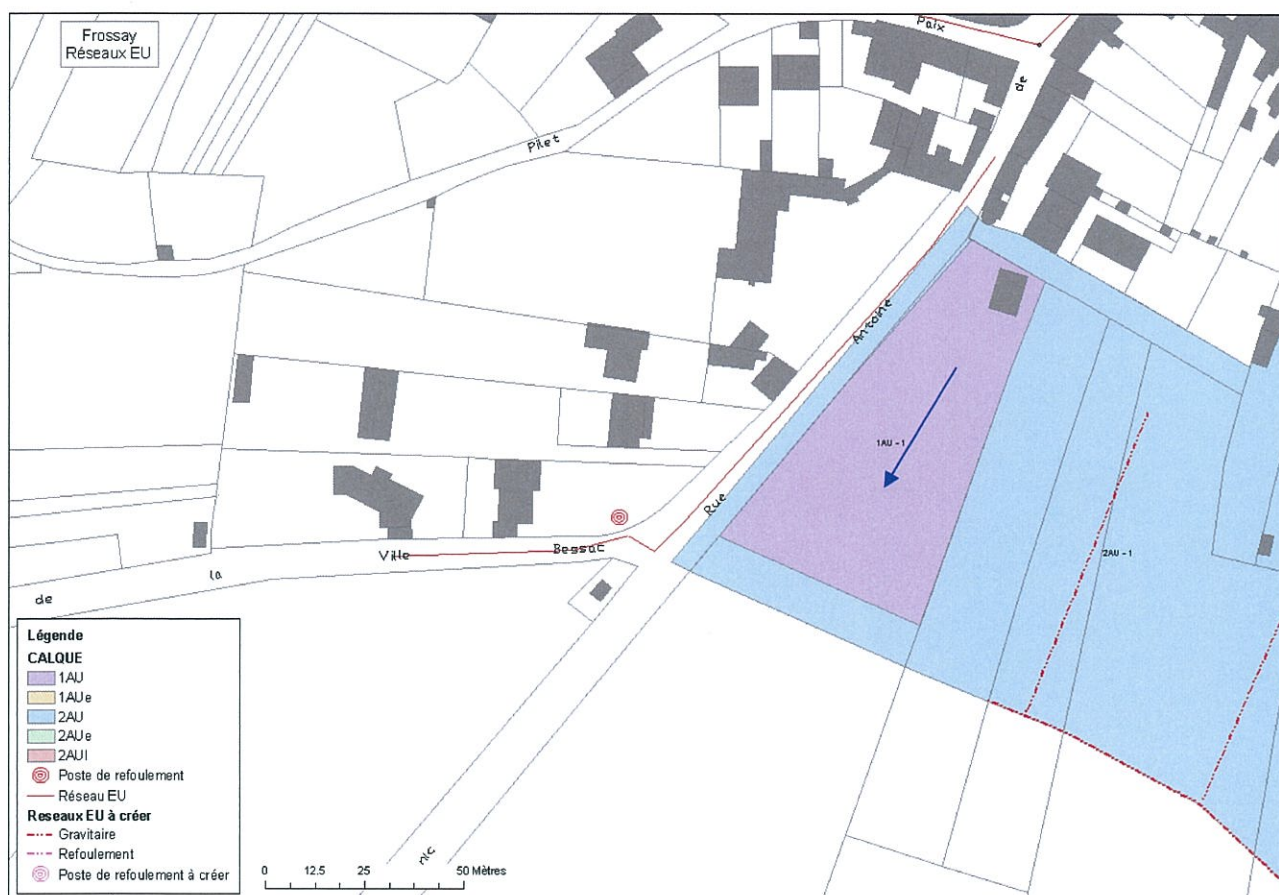 Frossay
Réseaux EU
Paix
de
Pilet
Antoine
1AU - 1
Rue
2AU - 1
Ville
Bessac
la
de
nic
Légende
CALQUE
1AU
1AUe
2AU
2AUe
2AUl
Poste de refoulement
Réseau EU
Reseaux EU à créer
Gravitaire
Refoulement
Poste de refoulement à créer
0 12.5 25 50 Mètres